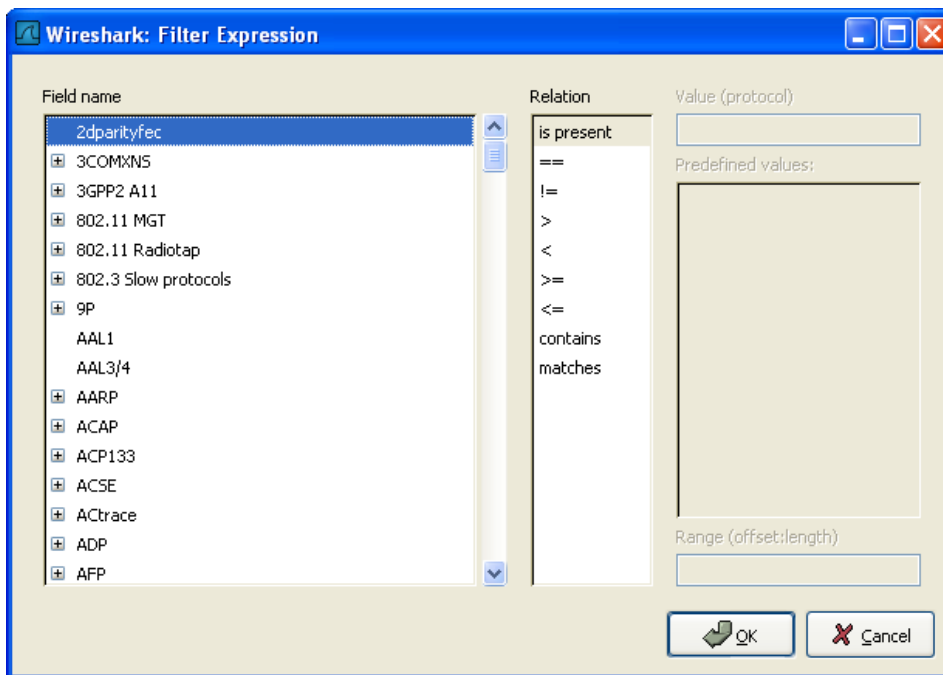 Wireshark: Filter Expression
Field name
2dparityfec
3COMXNS
3GPP2 A11
802.11 MGT
802.11 Radiotap
802.3 Slow protocols
9P
AAL1
AAL3/4
AARP
ACAP
ACP133
ACSE
ACtrace
ADP
AFP
Relation
is present
==
!=
>
<
>=
<=
contains
matches
Value (protocol)
Predefined values:
Range (offset:length)
OK
Cancel